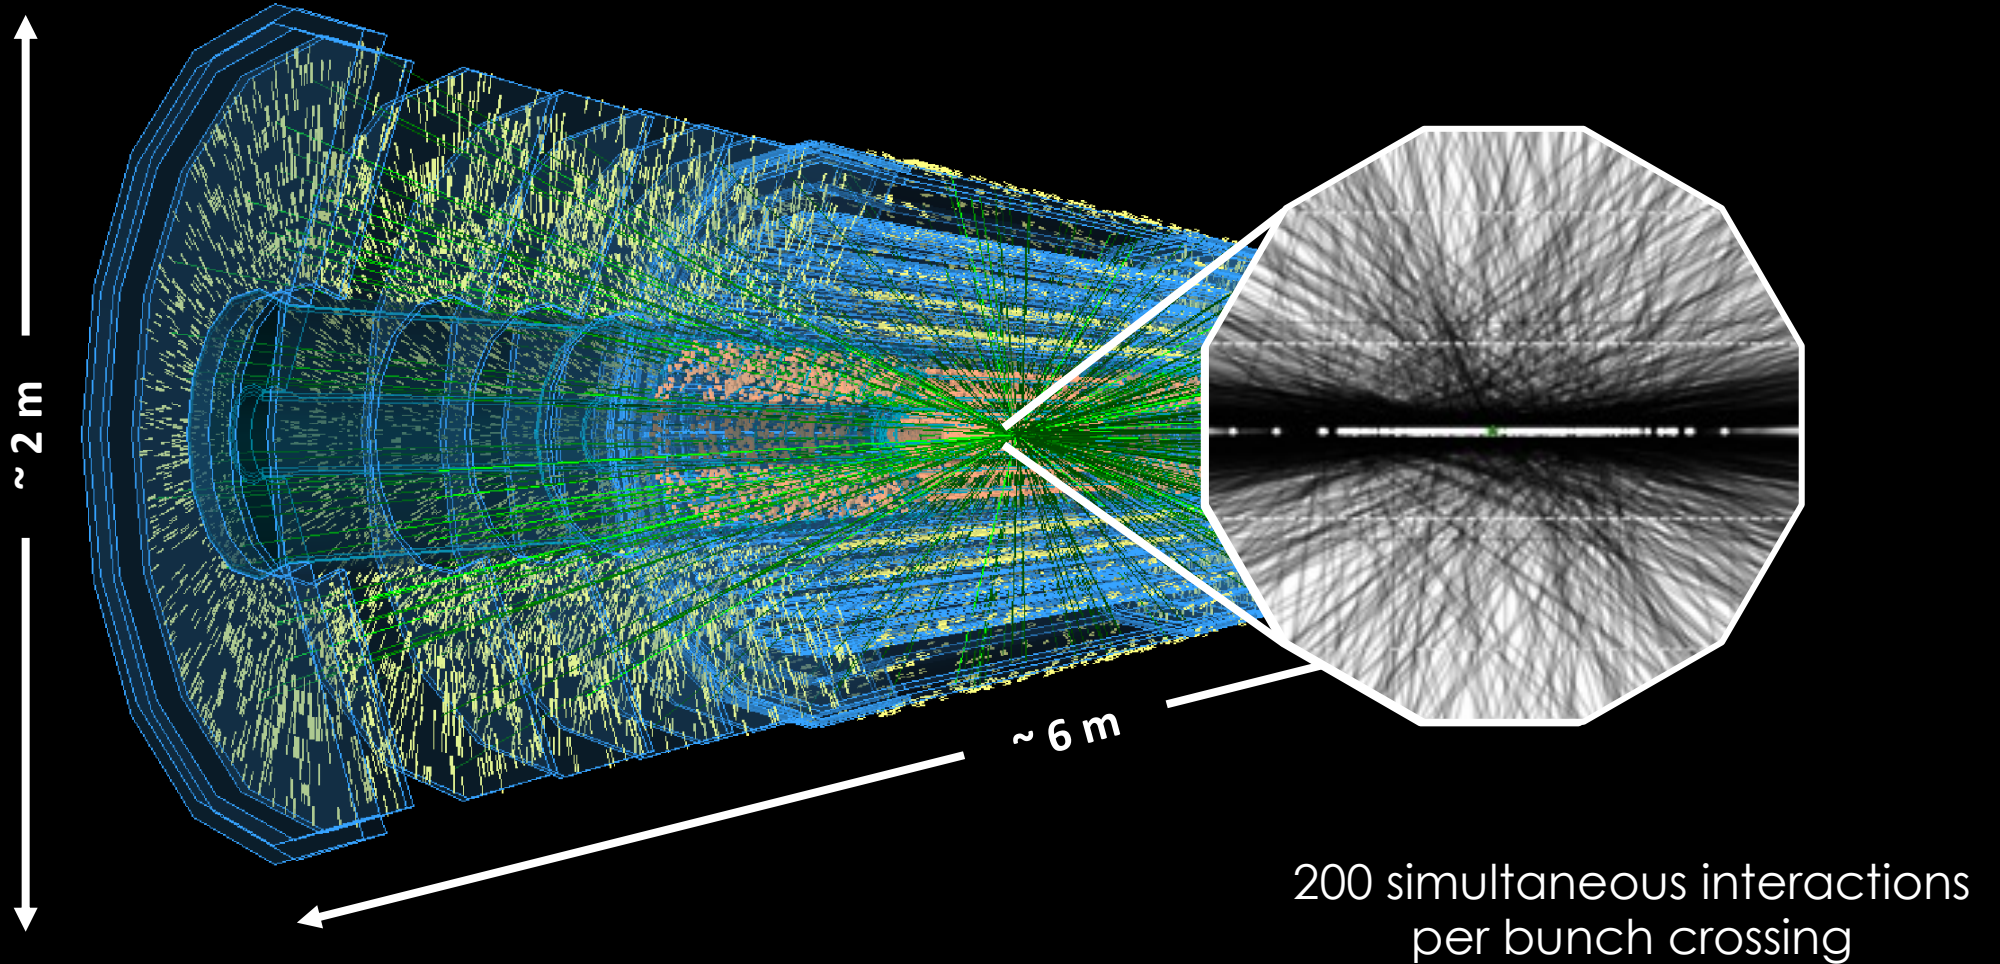 ~ 2 m
~ 6 m
200 simultaneous interactions
per bunch crossing